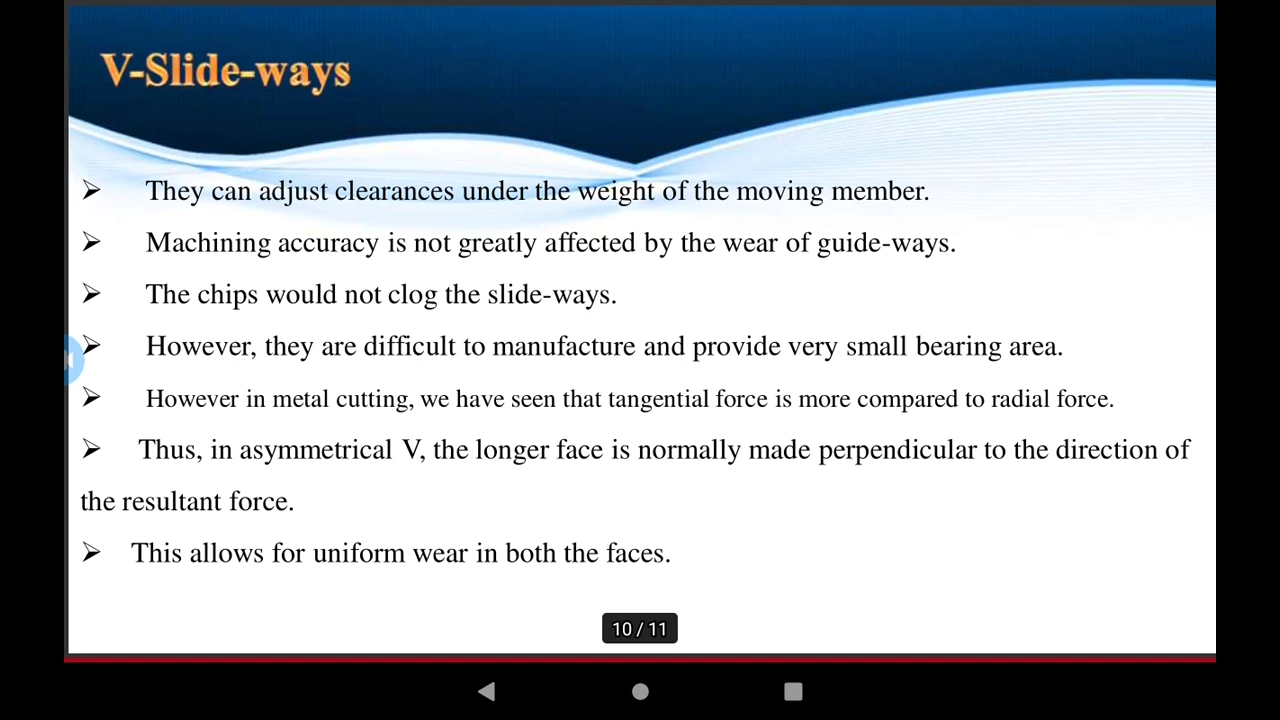 V-Slide-ways
➢ They can adjust clearances under the weight of the moving member.
➢ Machining accuracy is not greatly affected by the wear of guide-ways.
➢ The chips would not clog the slide-ways.
➢ However, they are difficult to manufacture and provide very small bearing area.
➢ However in metal cutting, we have seen that tangential force is more compared to radial force.
➢ Thus, in asymmetrical V, the longer face is normally made perpendicular to the direction of
the resultant force.
➢ This allows for uniform wear in both the faces.
10 / 11